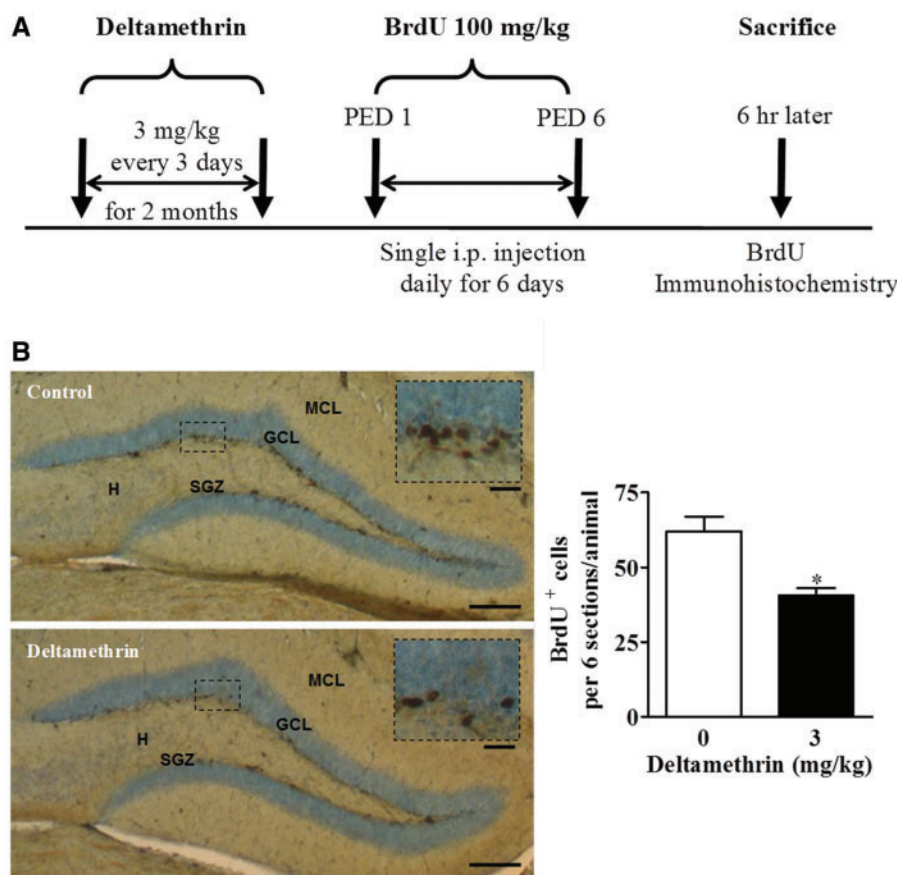 A
Deltamethrin
BrdU 100 mg/kg
Sacrifice
3 mg/kg
every 3 days
for 2 months
PED 1
PED 6
6 hr later
Single i.p. injection
daily for 6 days
BrdU
Immunohistochemistry
B
Control
MCL
GCL
H
SGZ
Deltamethrin
MCL
GCL
H
SGZ
BrdU + cells
per 6 sections/animal
75
50
25
0
*
0 3
Deltamethrin (mg/kg)